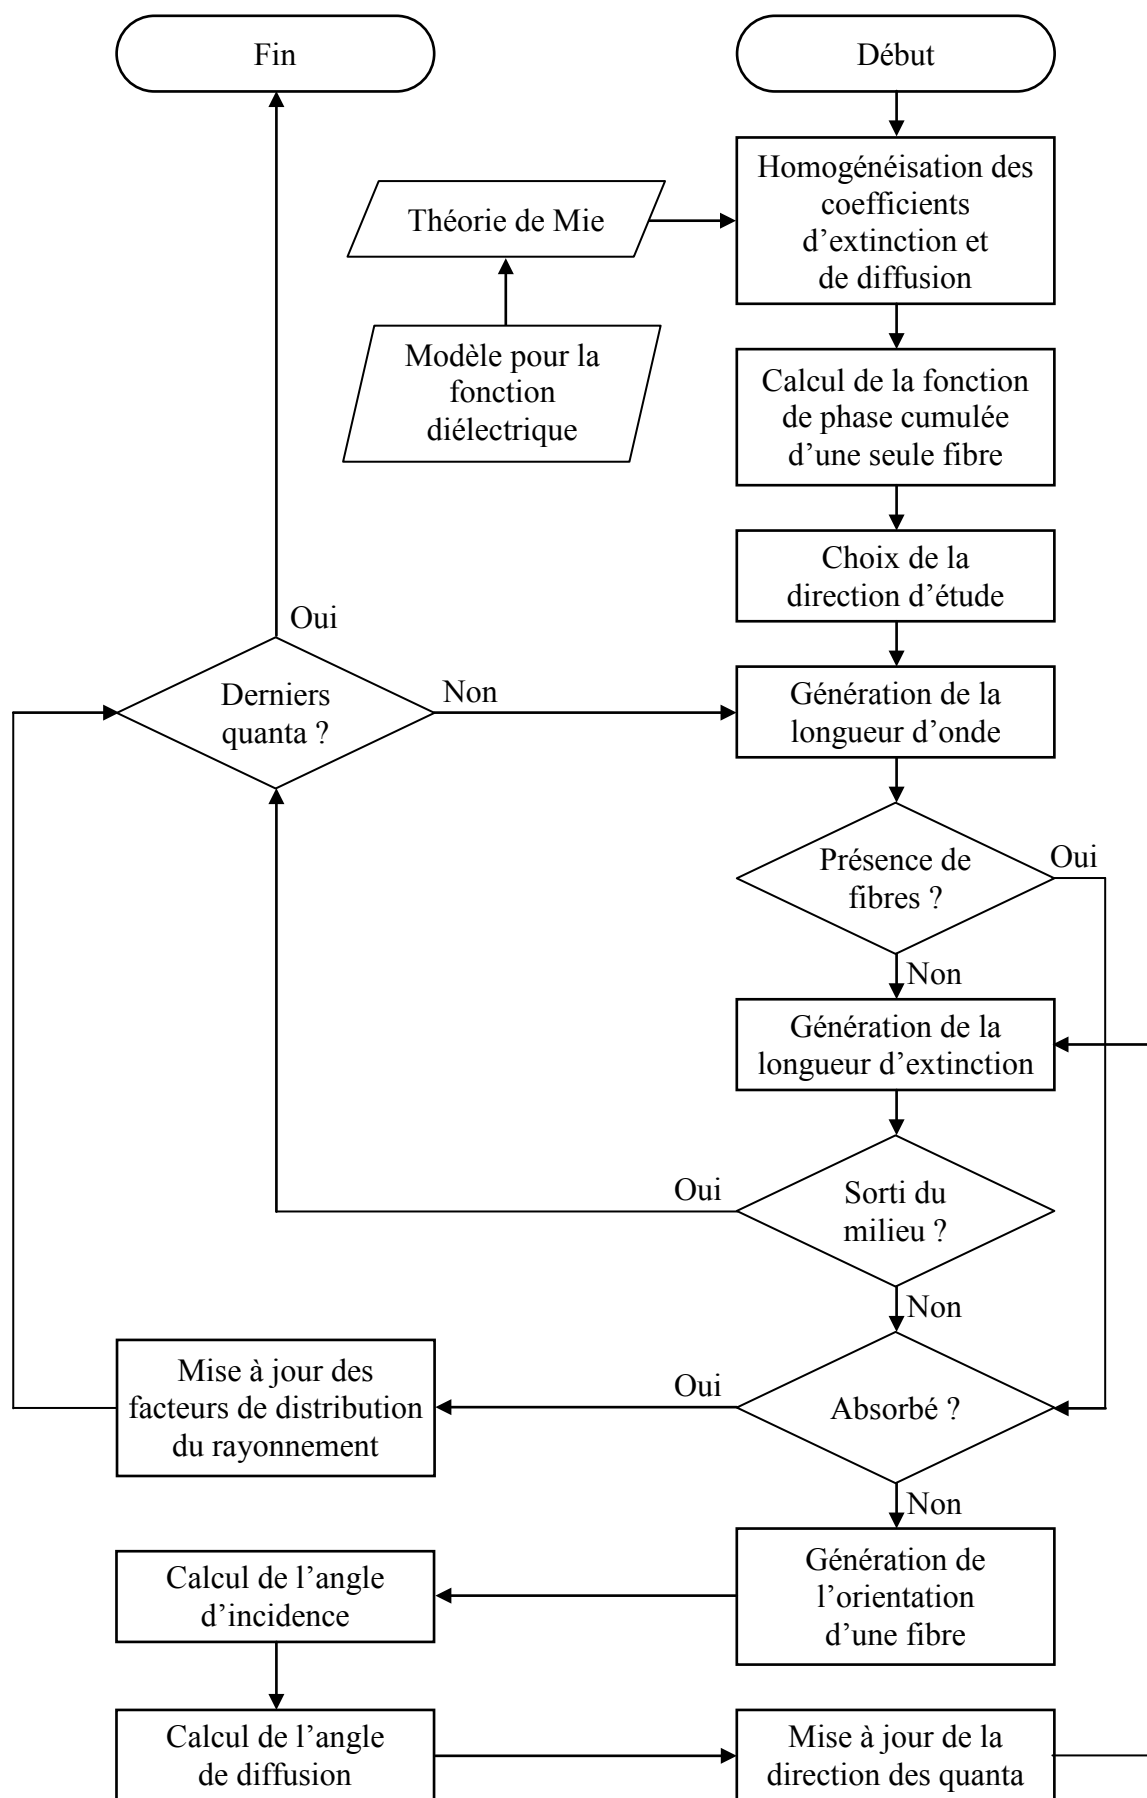 Fin
Début
Homogénéisation des
coefficients
d’extinction et
de diffusion
Théorie de Mie
Modèle pour la
fonction
diélectrique
Calcul de la fonction
de phase cumulée
d’une seule fibre
Choix de la
direction d’étude
Oui
Derniers
quanta ?
Non
Génération de la
longueur d’onde
Présence de
fibres ?
Oui
Non
Génération de la
longueur d’extinction
Oui
Sorti du
milieu ?
Non
Mise à jour des
facteurs de distribution
du rayonnement
Oui
Absorbé ?
Non
Calcul de l’angle
d’incidence
Génération de
l’orientation
d’une fibre
Calcul de l’angle
de diffusion
Mise à jour de la
direction des quanta